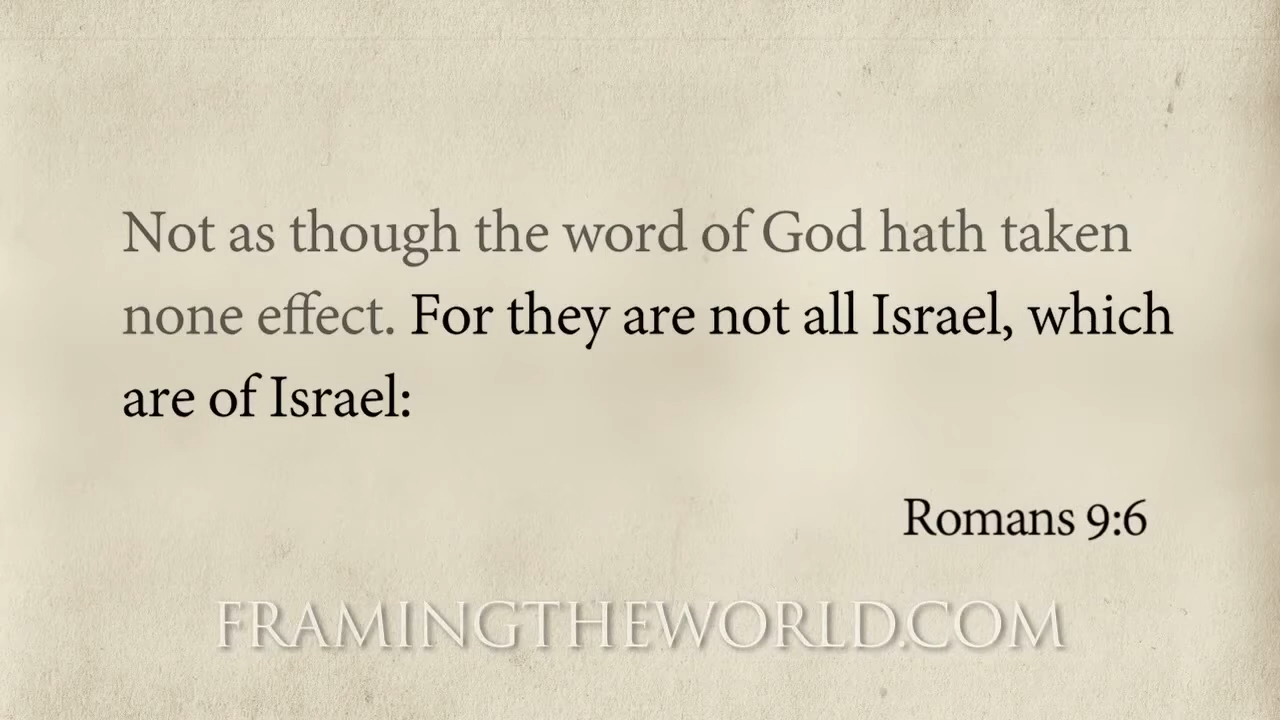 Not as though the word of God hath taken
none effect. For they are not all Israel, which
are of Israel:
Romans 9:6
FRAMINGTHEWORLD.COM